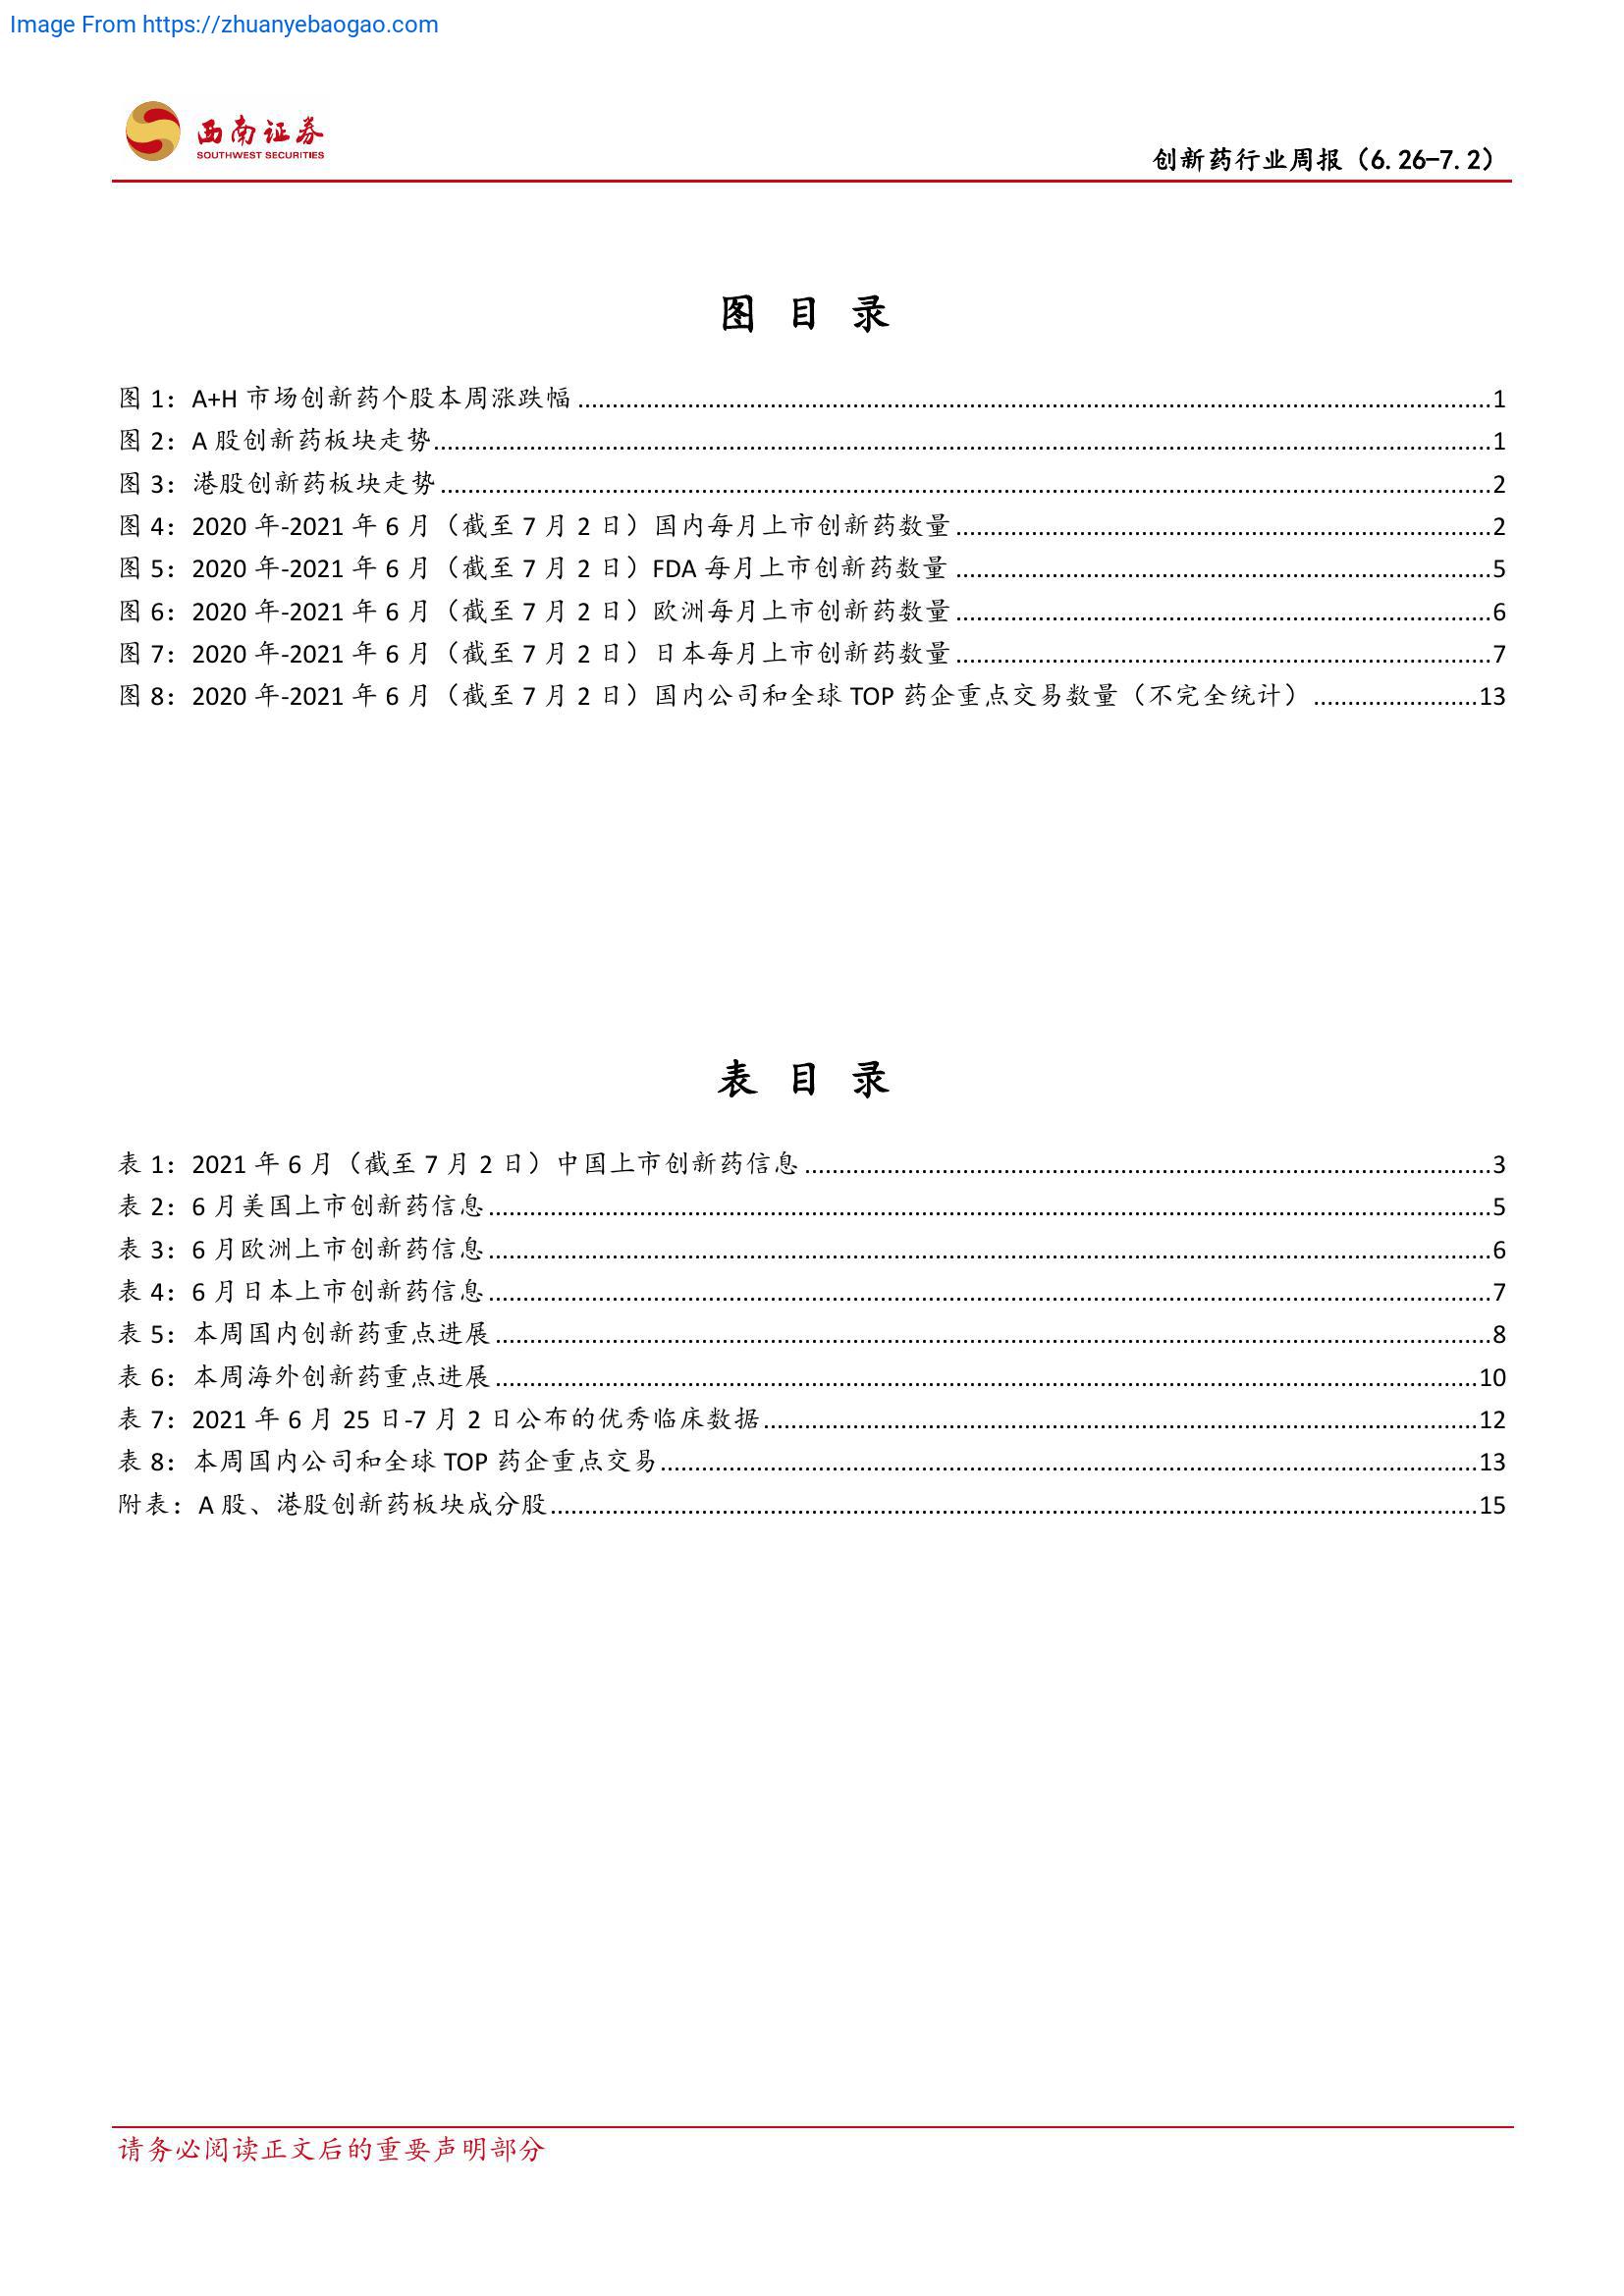 Image From https://zhuanyebaogao.com
西南证券
SOUTHWEST SECURITIES
创新药行业周报（6.26-7.2）
图 目 录
图 1：A+H 市场创新药个股本周涨跌幅 ........................................ 1
图 2：A 股创新药板块走势 ........................................ 1
图 3：港股创新药板块走势 ........................................ 2
图 4：2020 年-2021 年 6 月（截至 7 月 2 日）国内每月上市创新药数量 ........................................ 2
图 5：2020 年-2021 年 6 月（截至 7 月 2 日）FDA 每月上市创新药数量 ........................................ 5
图 6：2020 年-2021 年 6 月（截至 7 月 2 日）欧洲每月上市创新药数量 ........................................ 6
图 7：2020 年-2021 年 6 月（截至 7 月 2 日）日本每月上市创新药数量 ........................................ 7
图 8：2020 年-2021 年 6 月（截至 7 月 2 日）国内公司和全球 TOP 药企重点交易数量（不完全统计） ........................ 13
表 目 录
表 1：2021 年 6 月（截至 7 月 2 日）中国上市创新药信息 ........................................ 3
表 2：6 月美国上市创新药信息 ........................................ 5
表 3：6 月欧洲上市创新药信息 ........................................ 6
表 4：6 月日本上市创新药信息 ........................................ 7
表 5：本周国内创新药重点进展 ........................................ 8
表 6：本周海外创新药重点进展 ........................................ 10
表 7：2021 年 6 月 25 日-7 月 2 日公布的优秀临床数据 ........................................ 12
表 8：本周国内公司和全球 TOP 药企重点交易 ........................................ 13
附表：A 股、港股创新药板块成分股 ........................................ 15
请务必阅读正文后的重要声明部分